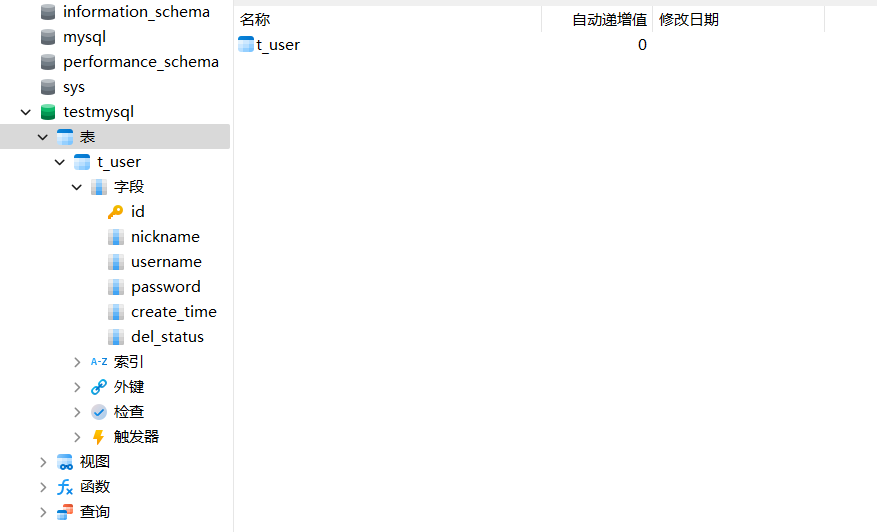 information_schema
mysql
performance_schema
sys
testmysql
表
t_user
字段
id
nickname
username
password
create_time
del_status
A-Z 索引
外键
检查
触发器
视图
fx 函数
查询
名称 自动递增值 修改日期
t_user 0